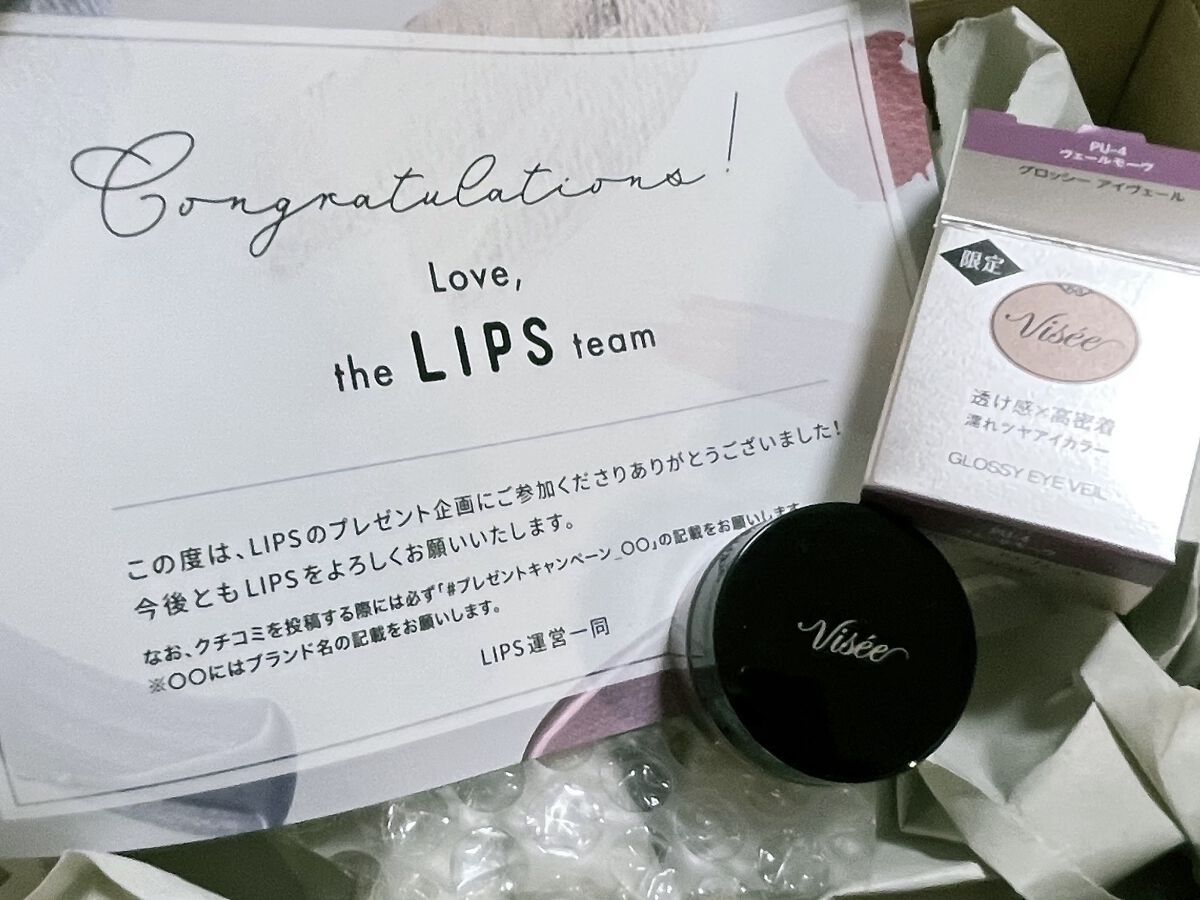 Congratulations!
Love,
the LIPS team
この度は、LIPSのプレゼント企画にご参加くださりありがとうございました！
今後ともLIPSをよろしくお願いいたします。
なお、クチコミを投稿する際には必ず「#プレゼントキャンペーン_〇〇」の記載をお願いします。
※〇〇にはブランド名の記載をお願いします。
LIPS運営一同
PU-4
ヴェールモーヴ
グロッシー アイヴェール
限定
Visée
透け感×高密着
濡れツヤアイカラー
GLOSSY EYE VEIL
PU-4
Visée